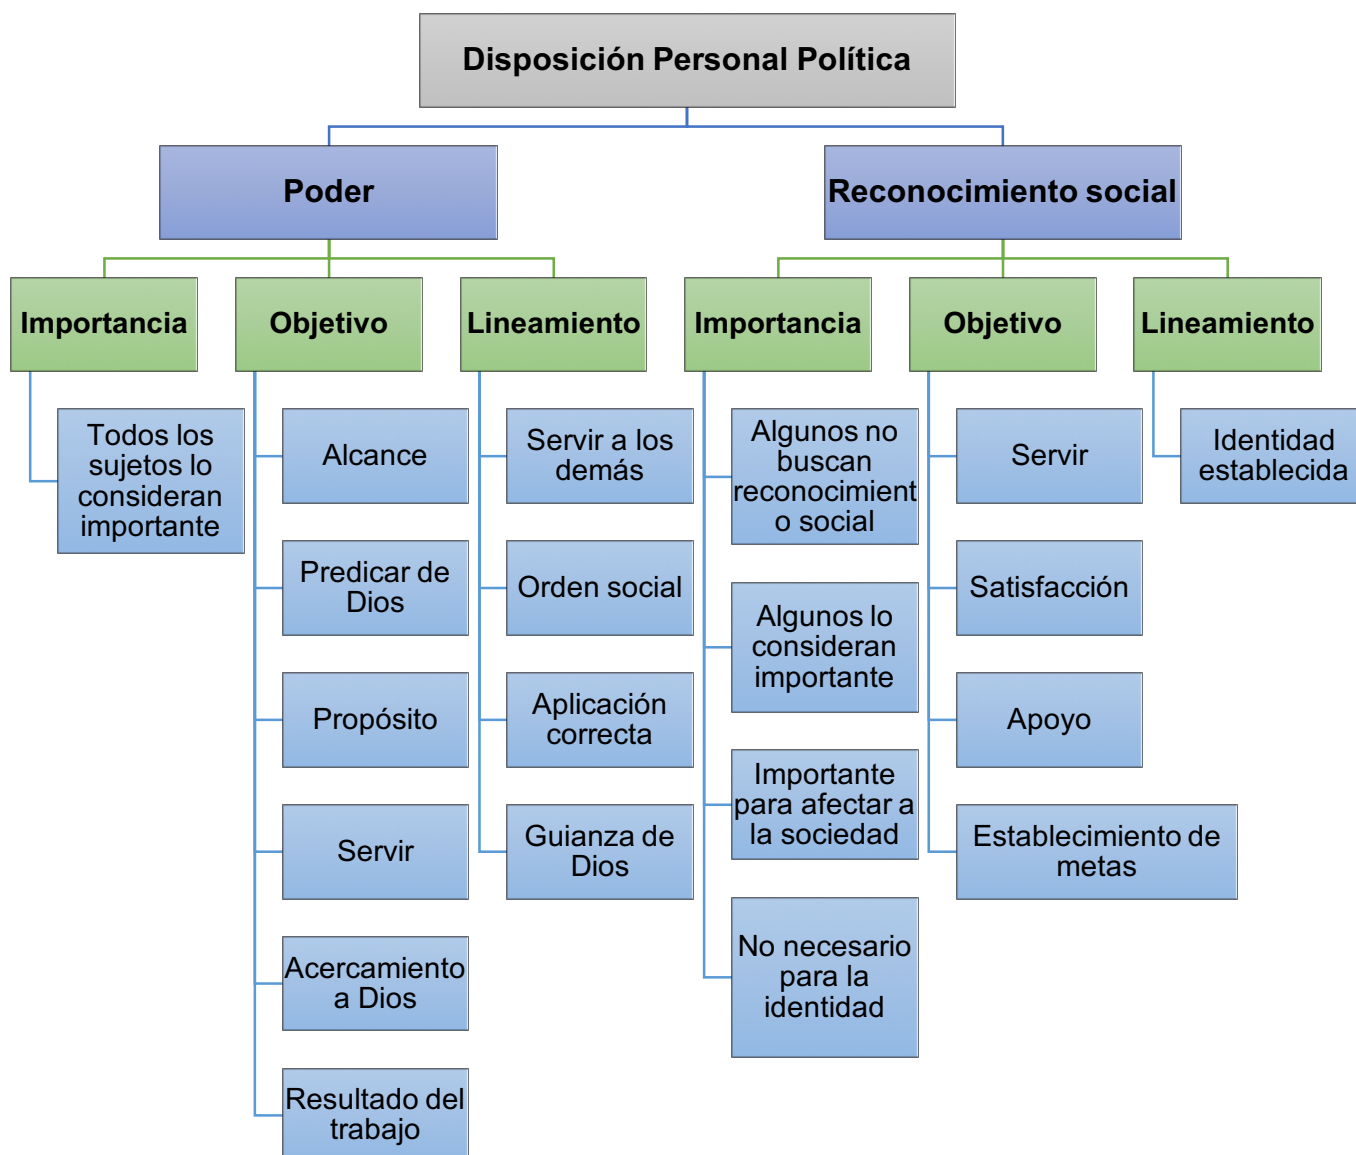 Disposición Personal Política
Poder
Reconocimiento social
Importancia
Objetivo
Lineamiento
Importancia
Objetivo
Lineamiento
Todos los
sujetos lo
consideran
importante
Alcance
Predicar de
Dios
Propósito
Servir
Acercamiento
a Dios
Resultado del
trabajo
Servir a los
demás
Orden social
Aplicación
correcta
Guianza de
Dios
Algunos no
buscan
reconocimient
o social
Algunos lo
consideran
importante
Importante
para afectar a
la sociedad
No necesario
para la
identidad
Servir
Satisfacción
Apoyo
Establecimiento de
metas
Identidad
establecida